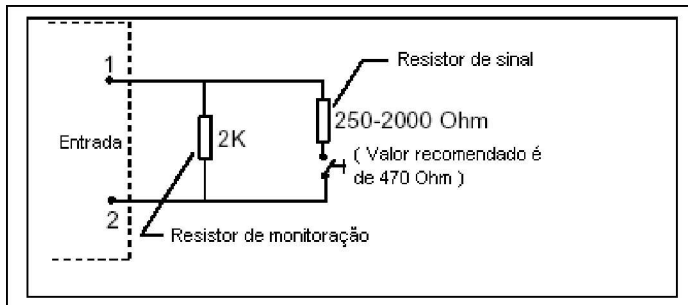 1
Resistor de sinal
250-2000 Ohm
Entrada
2K
( Valor recomendado é
de 470 Ohm )
2
Resistor de monitoração